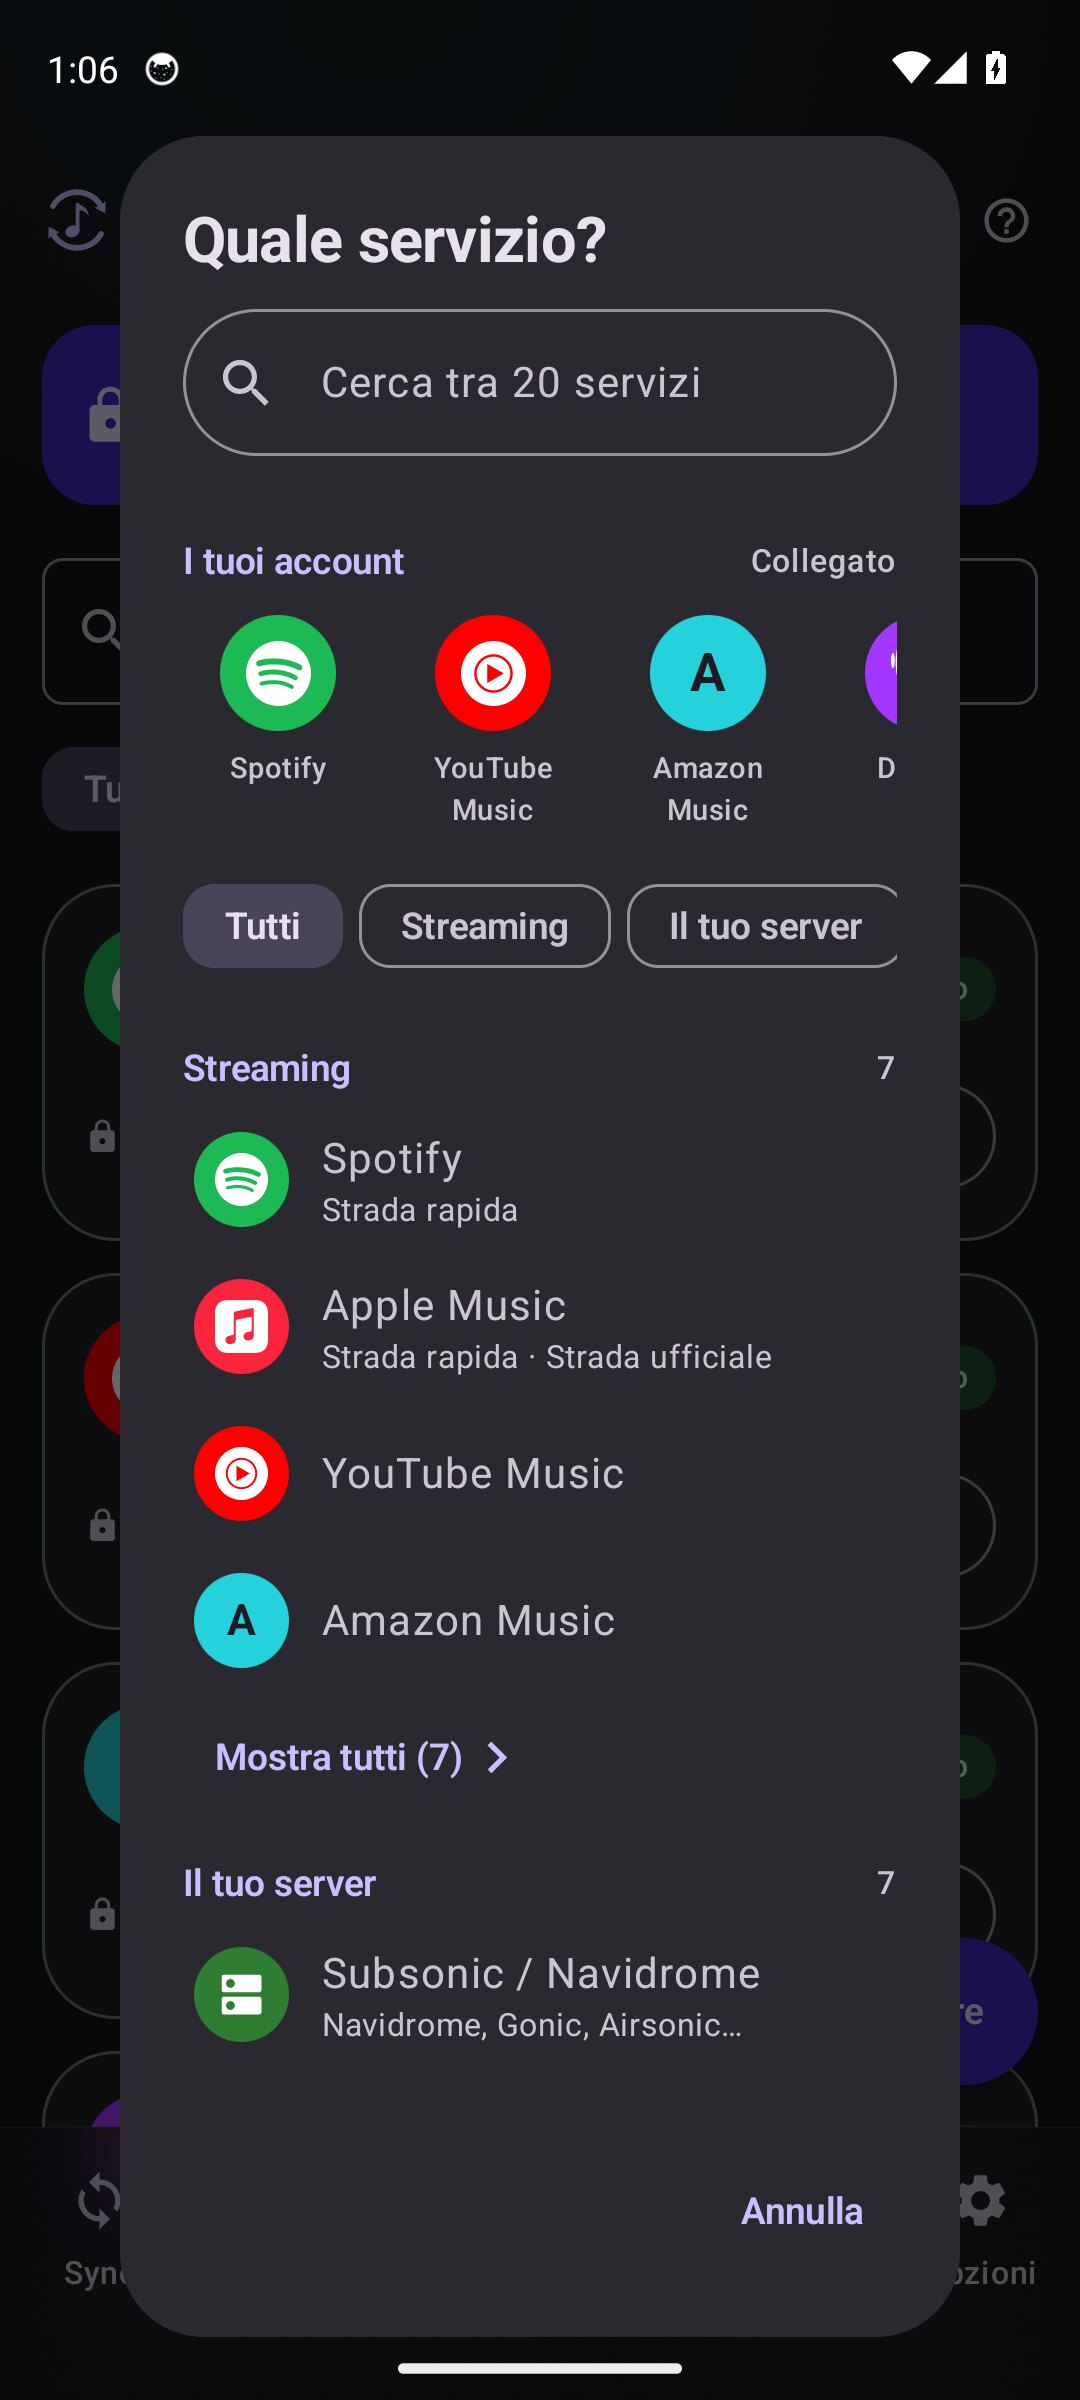 1:06
Quale servizio?
Cerca tra 20 servizi
I tuoi account
Collegato
Spotify
YouTube
Music
Amazon
Music
D
Tutti
Streaming
Il tuo server
Streaming
7
Spotify
Strada rapida
Apple Music
Strada rapida · Strada ufficiale
YouTube Music
A
Amazon Music
Mostra tutti (7)
Il tuo server
7
Subsonic / Navidrome
Navidrome, Gonic, Airsonic…
Annulla